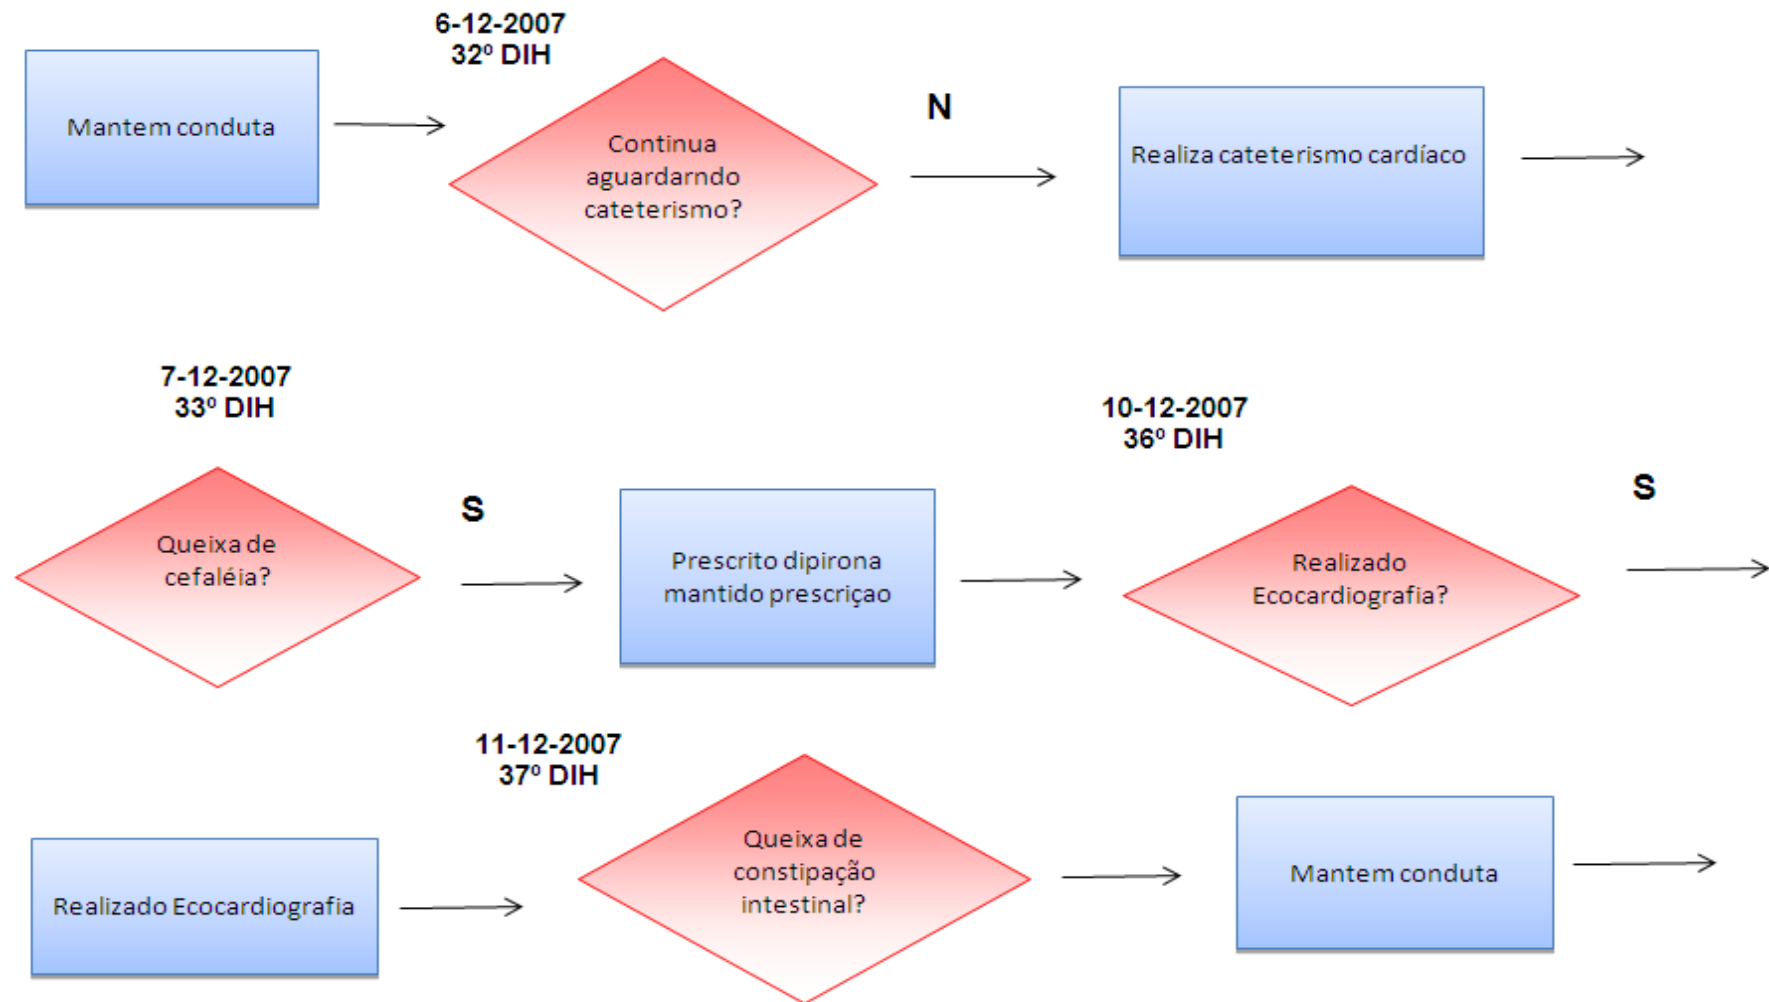 6-12-2007
32º DIH
Mantem conduta
Continua
aguardarndo
cateterismo?
N
Realiza cateterismo cardíaco
7-12-2007
33º DIH
Queixa de
cefaléia?
S
Prescrito dipirona
mantido prescriçao
10-12-2007
36º DIH
Realizado
Ecocardiografia?
S
Realizado Ecocardiografia
11-12-2007
37º DIH
Queixa de
constipação
intestinal?
Mantem conduta